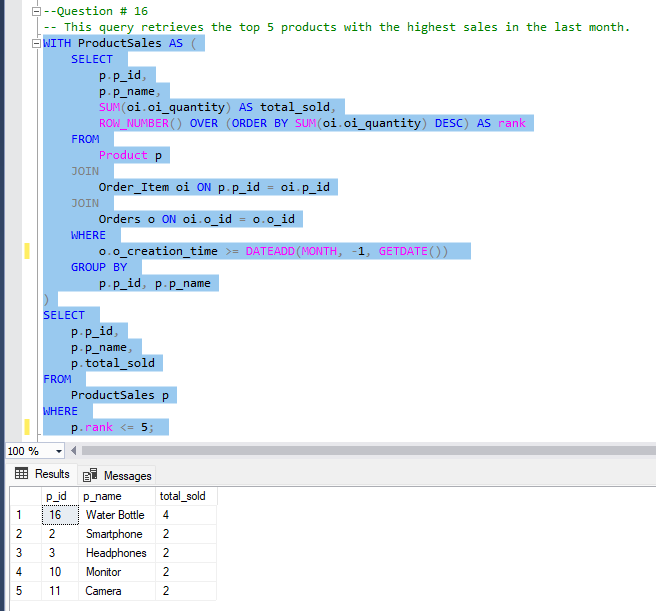 --Question # 16
-- This query retrieves the top 5 products with the highest sales in the last month.
WITH ProductSales AS (
SELECT
p.p_id,
p.p_name,
SUM(oi.oi_quantity) AS total_sold,
ROW_NUMBER() OVER (ORDER BY SUM(oi.oi_quantity) DESC) AS rank
FROM
Product p
JOIN
Order_Item oi ON p.p_id = oi.p_id
JOIN
Orders o ON oi.o_id = o.o_id
WHERE
o.o_creation_time >= DATEADD(MONTH, -1, GETDATE())
GROUP BY
p.p_id, p.p_name
)
SELECT
p.p_id,
p.p_name,
p.total_sold
FROM
ProductSales p
WHERE
p.rank <= 5;
100 %
Results Messages
p_id p_name total_sold
1 16 Water Bottle 4
2 2 Smartphone 2
3 3 Headphones 2
4 10 Monitor 2
5 11 Camera 2